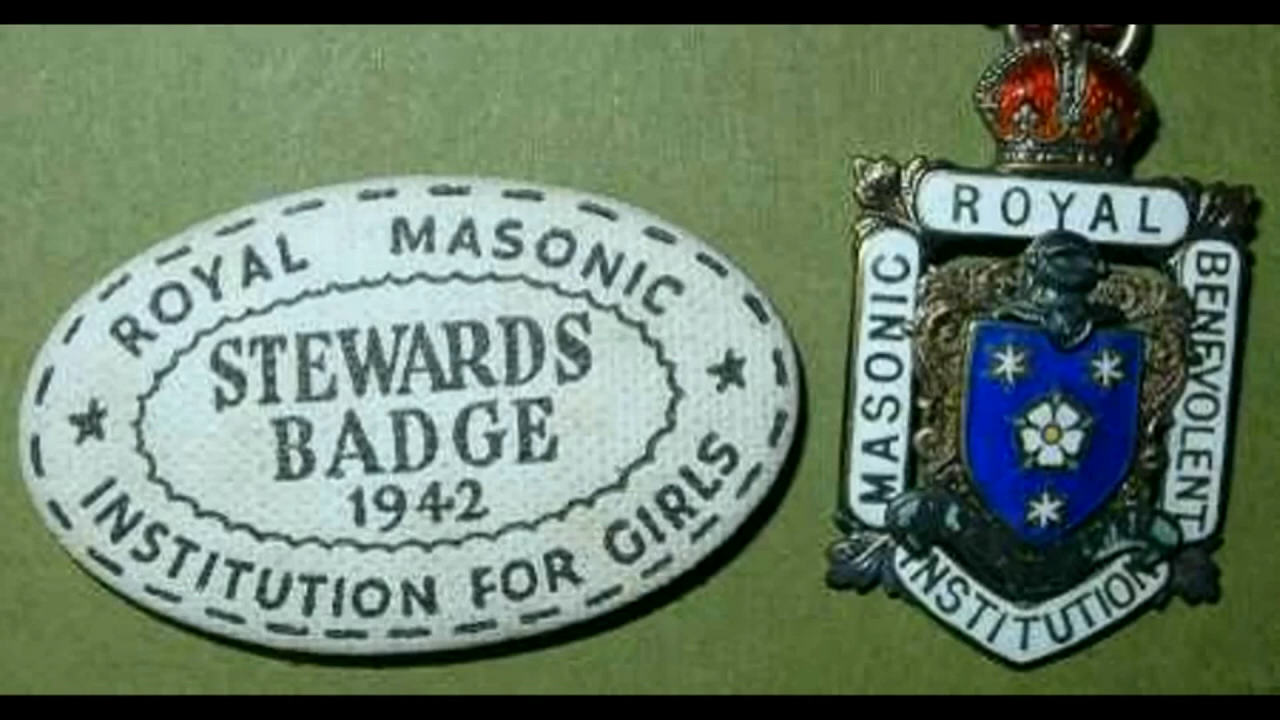 ROYAL MASONIC
STEWARDS
BADGE
1942
INSTITUTION FOR GIRLS
ROYAL
MASONIC
BENEVOLENT
INSTITUTION